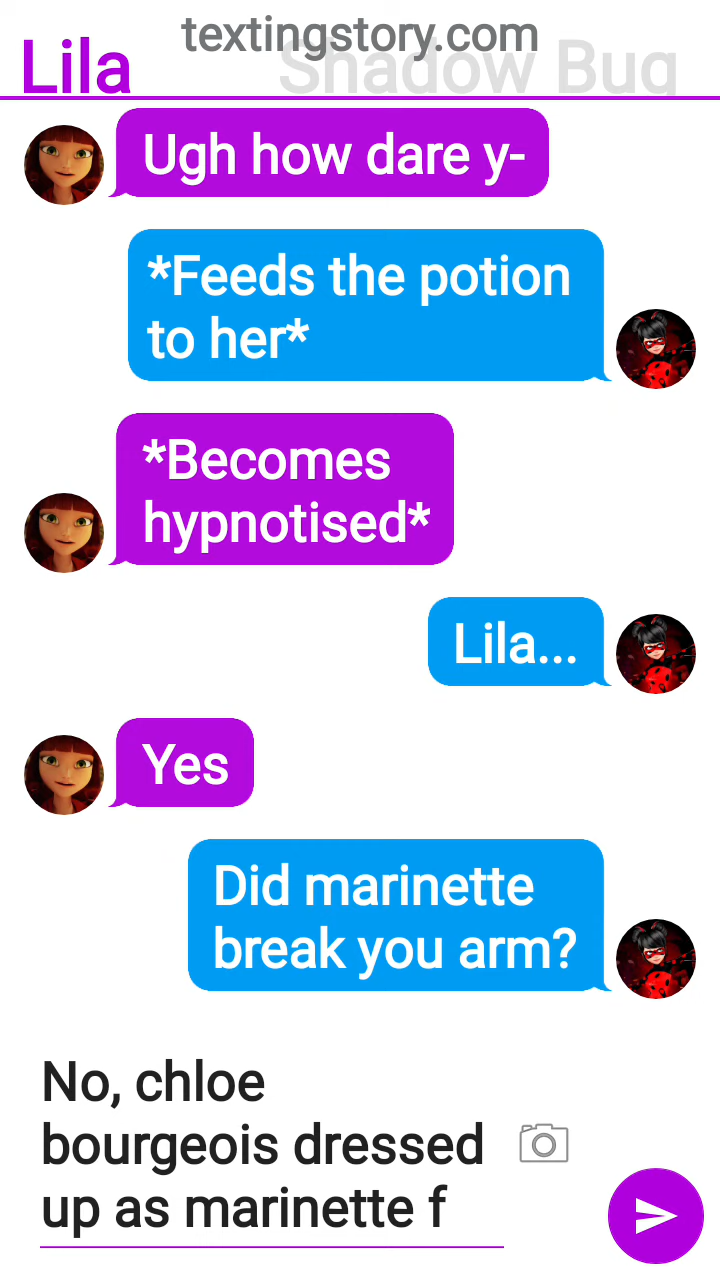 textingstory.com
Lila
Shadow Bug
Ugh how dare y-
*Feeds the potion
to her*
*Becomes
hypnotised*
Lila...
Yes
Did marinette
break you arm?
No, chloe
bourgeois dressed
up as marinette f